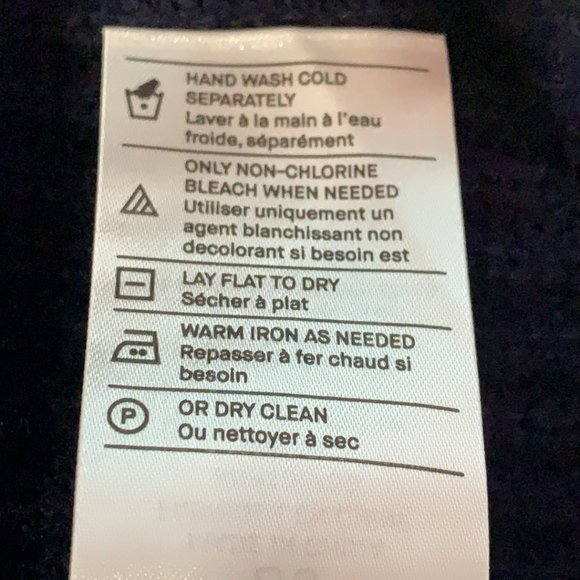 HAND WASH COLD
SEPARATELY
Laver à la main à l'eau
froide, séparément
ONLY NON-CHLORINE
BLEACH WHEN NEEDED
Utiliser uniquement un
agent blanchissant non
decolorant si besoin est
LAY FLAT TO DRY
Sécher à plat
WARM IRON AS NEEDED
Repasser à fer chaud si
besoin
P
OR DRY CLEAN
Ou nettoyer à sec